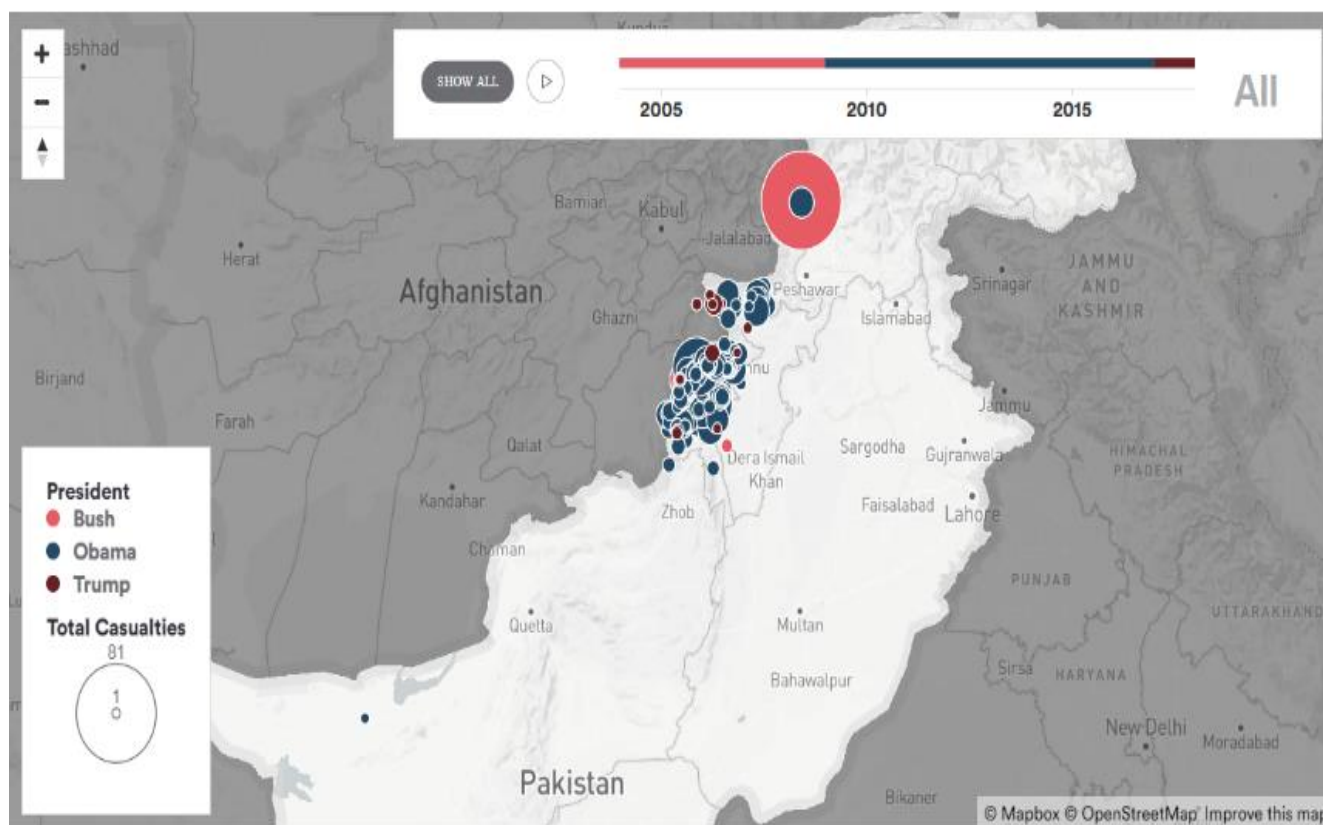 ashhad
SHOW ALL
2005
2010
2015
All
Bamian
Kabul
Jalalabad
Herat
Afghanistan
Ghazni
Peshawar
Islamabad
Srinagar
JAMMU
AND
KASHMIR
Birjand
Farah
Qalat
Kandahar
Chaman
Zhob
Dera Ismail
Khan
Sargodha
Gujranwala
Jammu
Faisalabad
Lahore
HIMACHAL
PRADESH
PUNJAB
UTTARAKHAND
Quetta
Multan
Bahawalpur
Sirsa
HARYANA
New Delhi
Moradabad
Bikaner
Pakistan
President
Bush
Obama
Trump
Total Casualties
81
1
© Mapbox © OpenStreetMap Improve this map